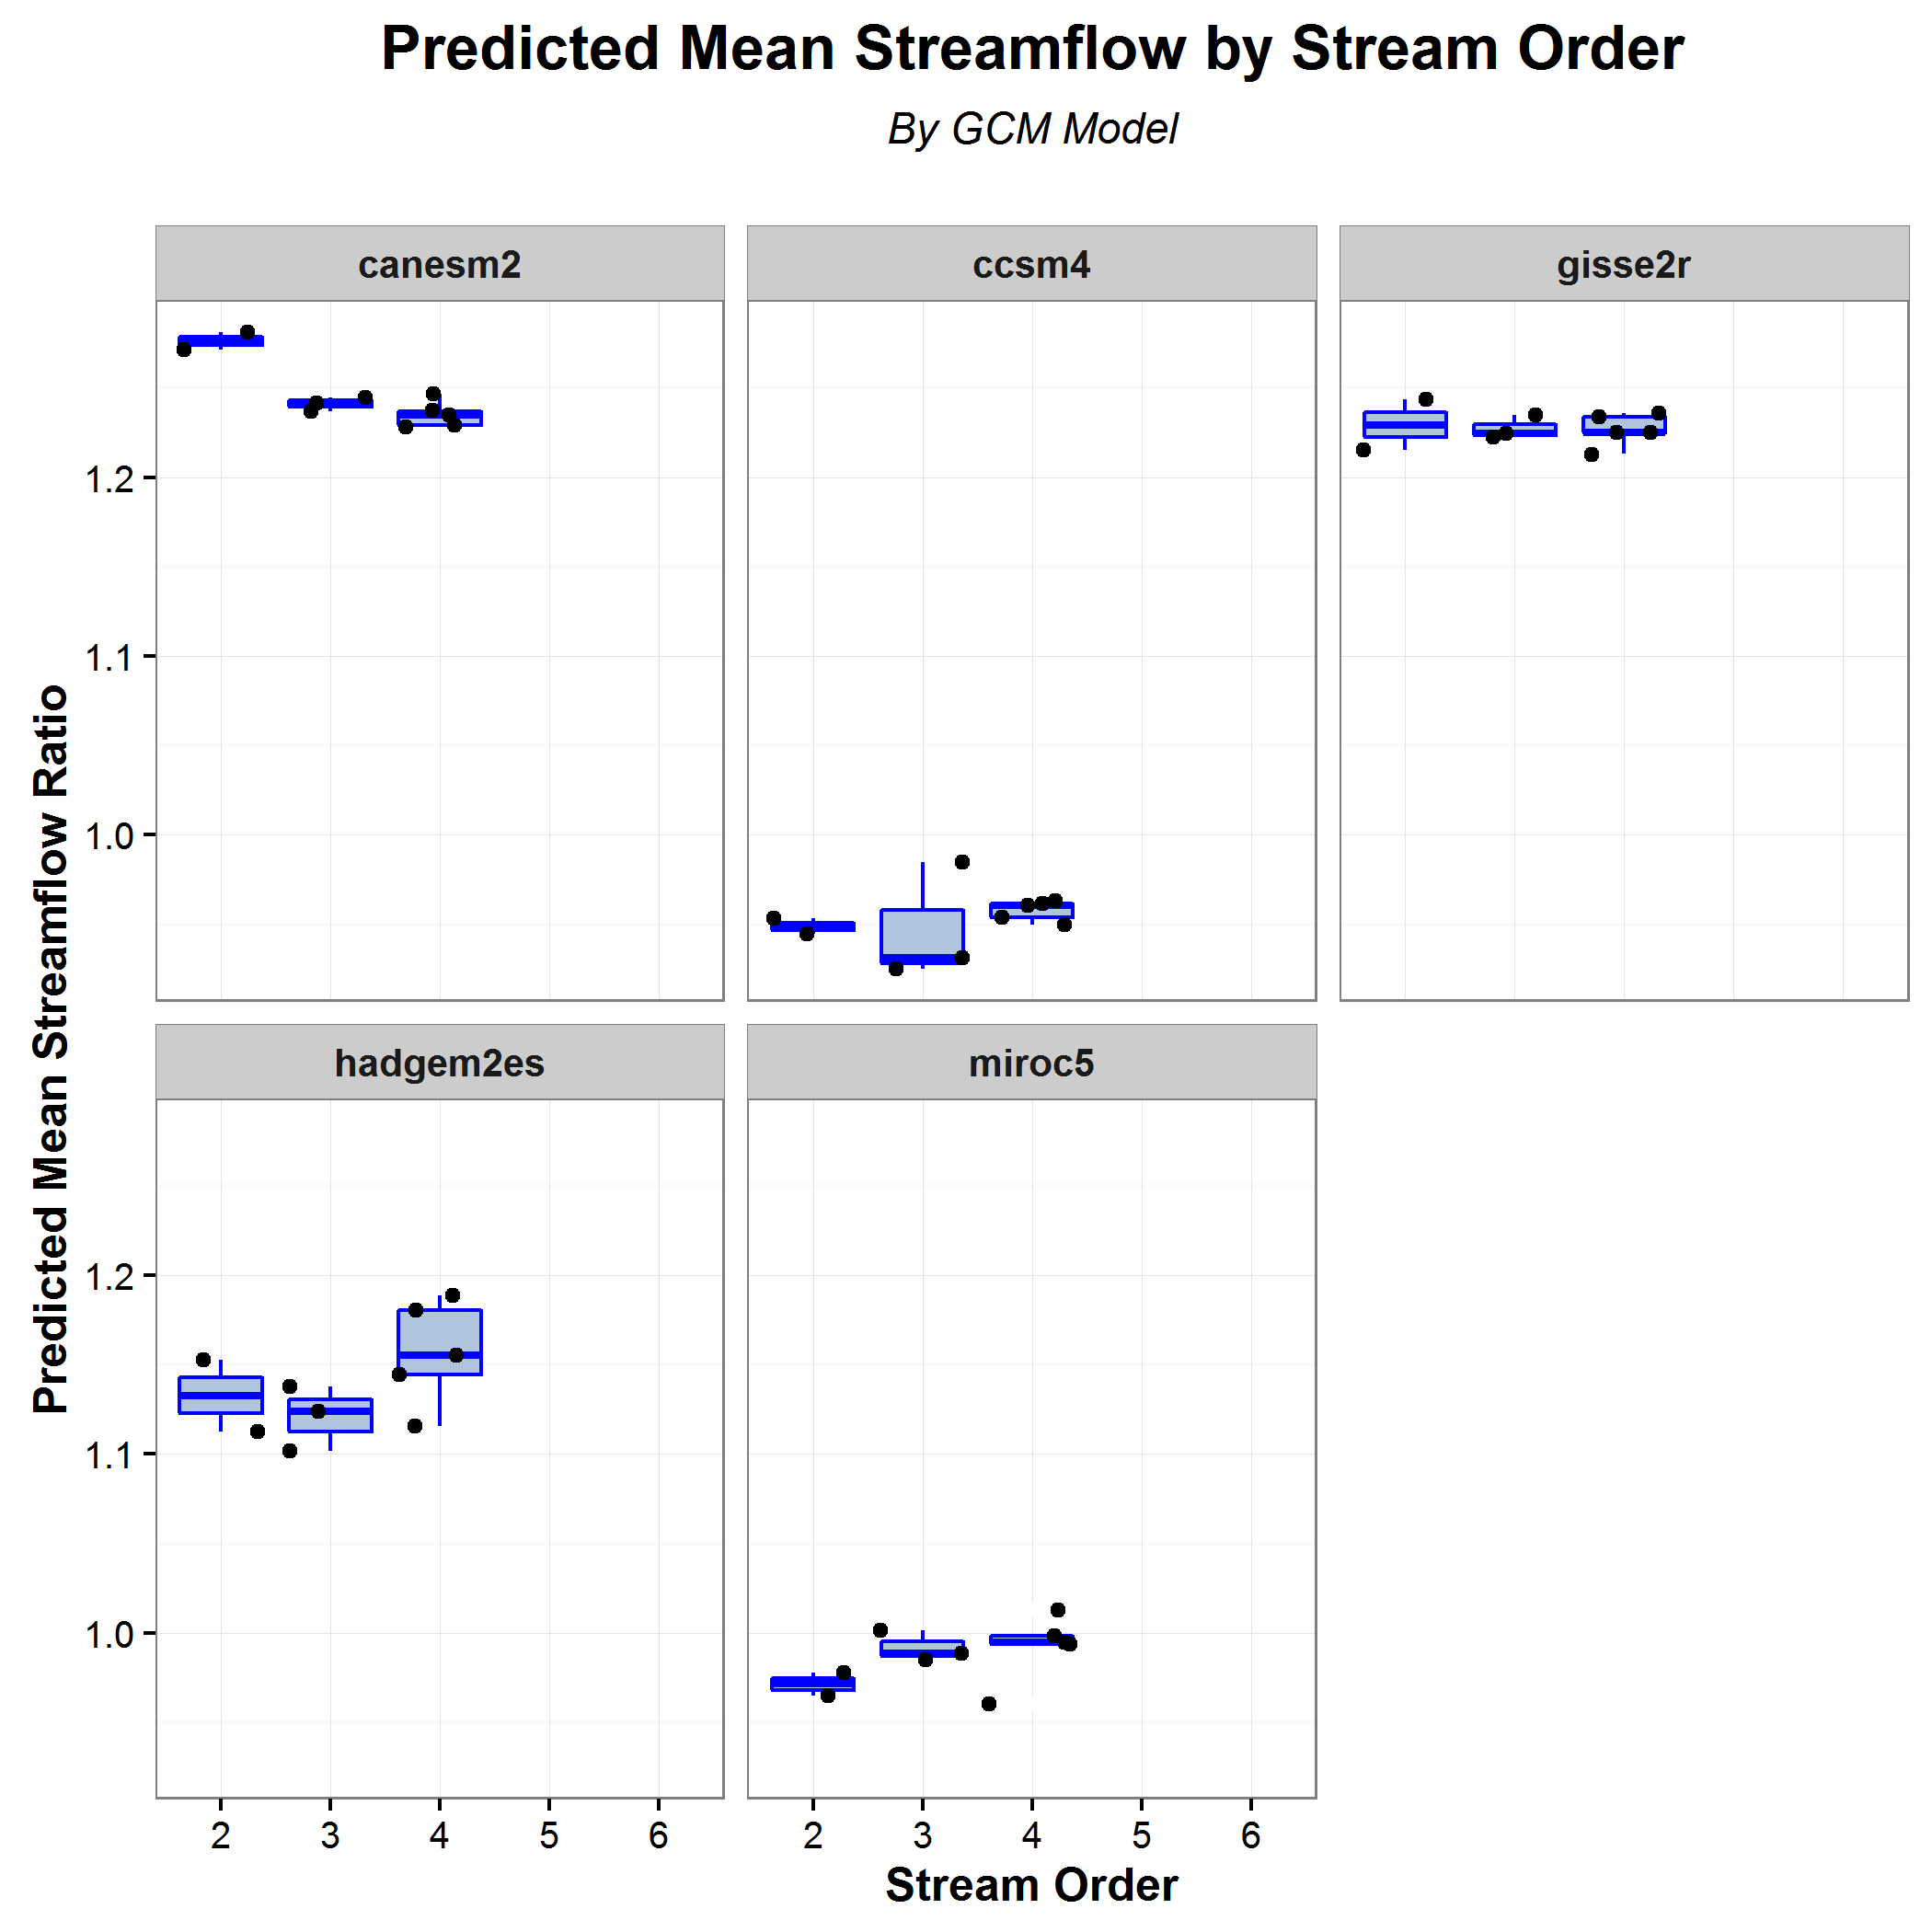 Predicted Mean Streamflow by Stream Order
By GCM Model
canesm2
ccsm4
gisse2r
1.2
1.1
1.0
Predicted Mean Streamflow Ratio
hadgem2es
miroc5
1.2
1.1
1.0
2 3 4 5 6
2 3 4 5 6
Stream Order